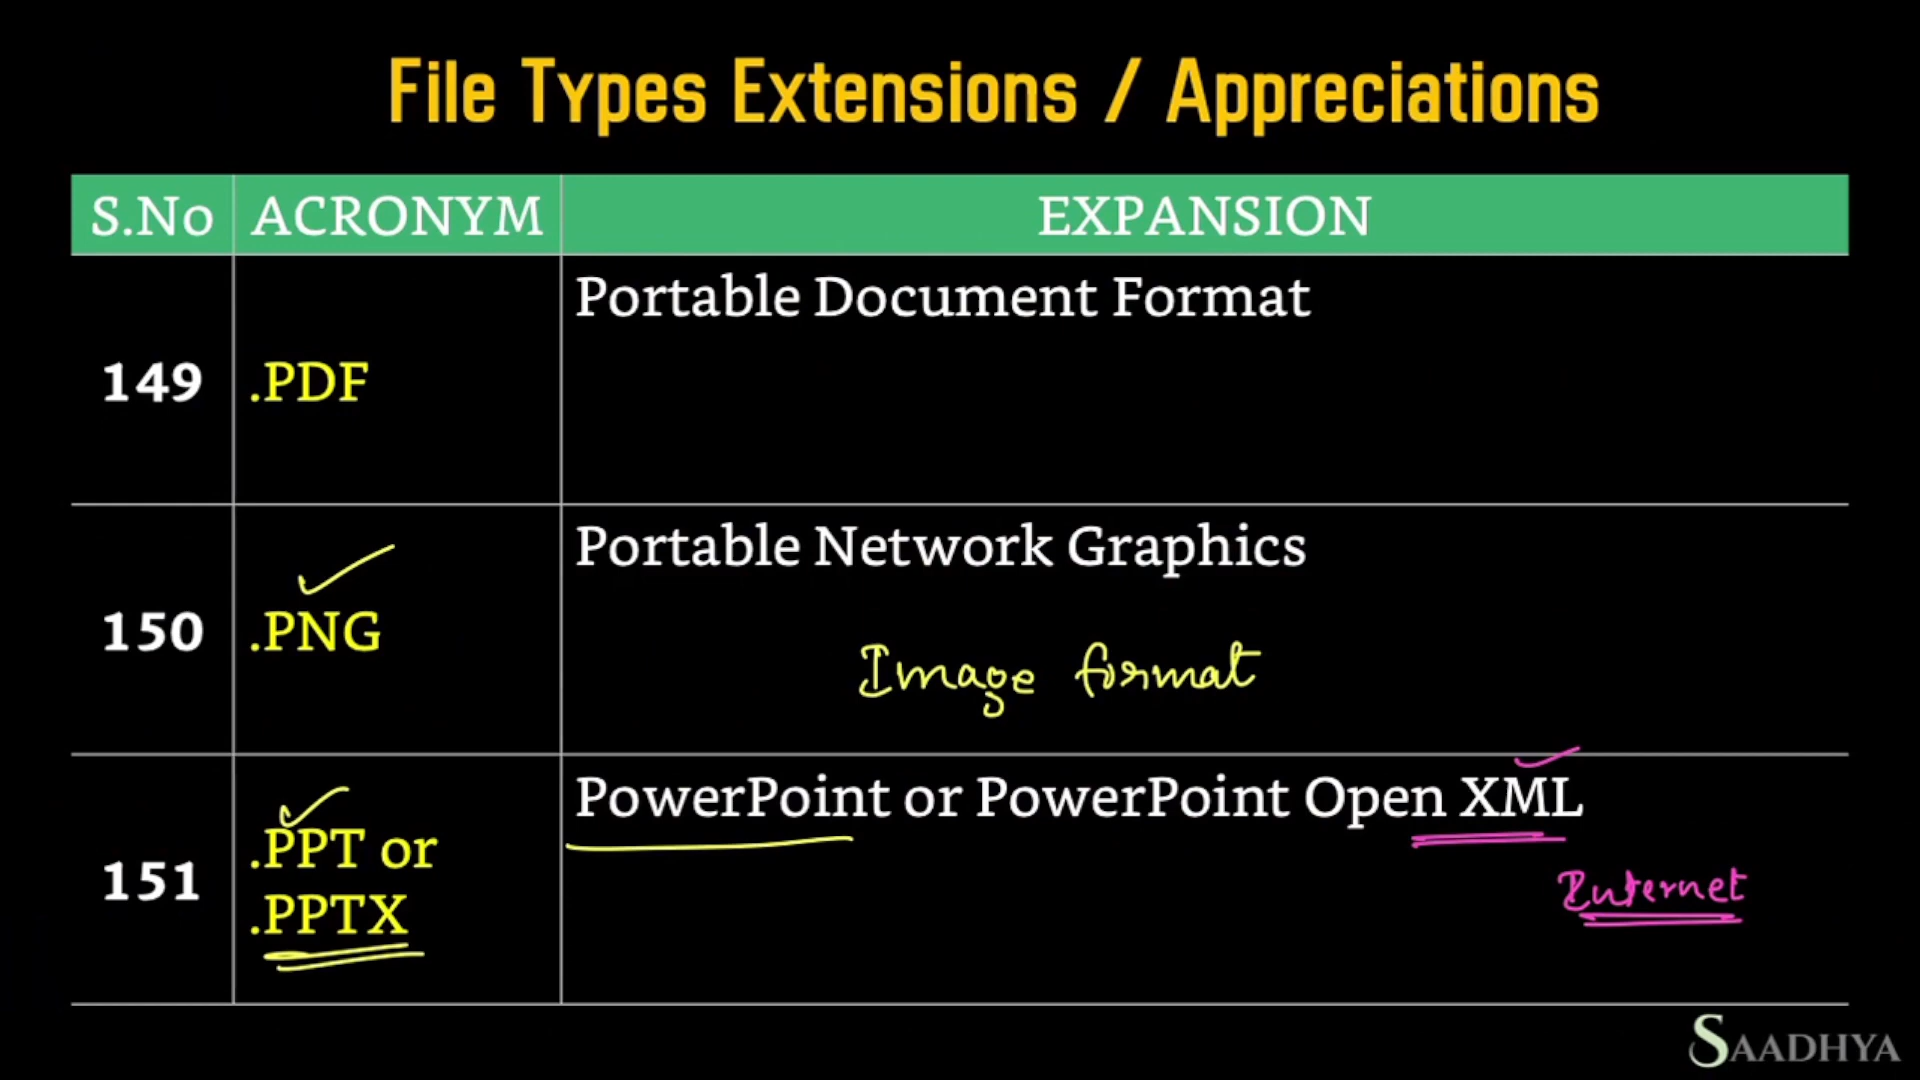 File Types Extensions / Appreciations
S.No ACRONYM EXPANSION
149 .PDF Portable Document Format
150 .PNG Portable Network Graphics
Image format
151 .PPT or
.PPTX
PowerPoint or PowerPoint Open XML
Internet
SAADHYA